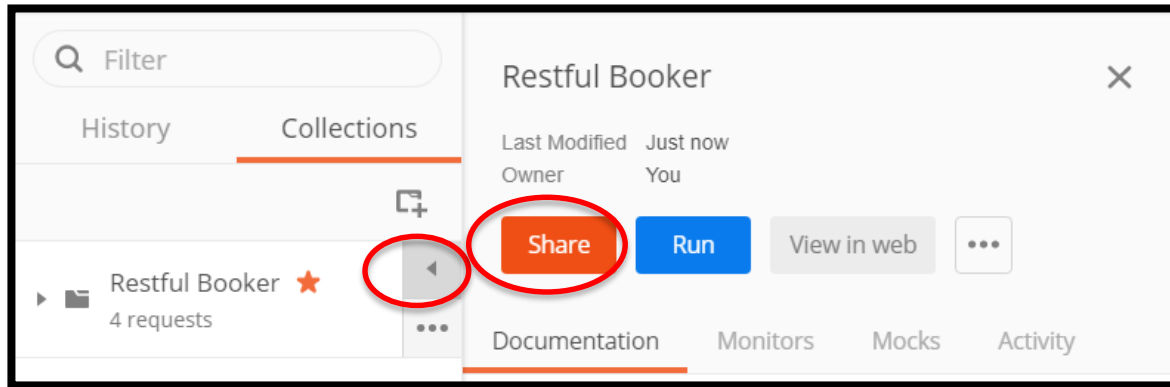 Filter
History Collections
Restful Booker
4 requests
Restful Booker
Last Modified Just now
Owner You
Share Run View in web
Documentation Monitors Mocks Activity